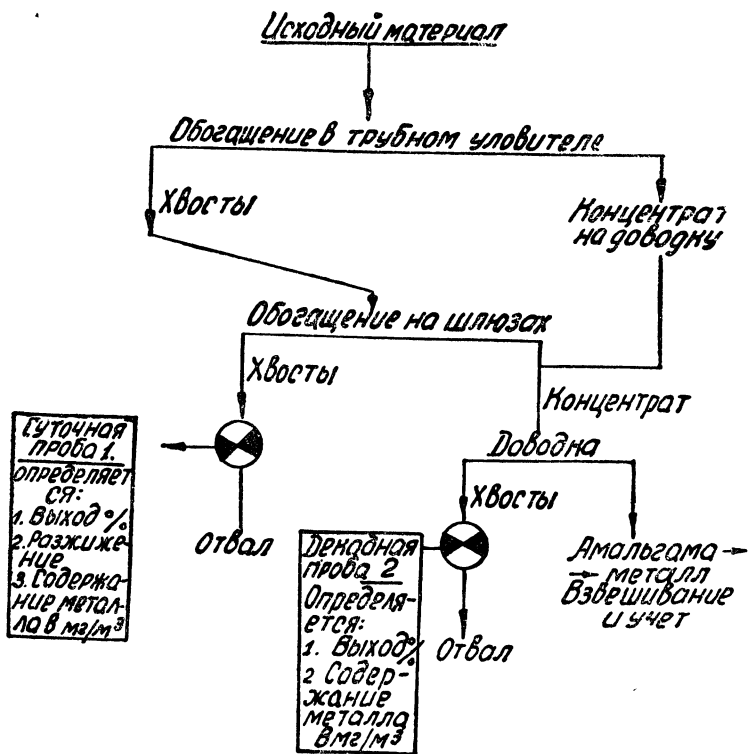 Исходный материал
Обогащение в трубном уловителе
Хвосты
Концентрат
на доводку
Обогащение на шлюзах
Хвосты
Концентрат
Суточная
проба 1.
определяет-
ся:
1. Выход %
2. Разжиже-
ние
3. Содержа-
ние метал-
ла в мг/м³
Отвал
Доводка
Хвосты
Декадная
проба 2
Определя-
ется:
1. Выход %
2 Содер-
жание
металла
в мг/м³
Отвал
Амальгама →
→ металл
Взвешивание
и учет